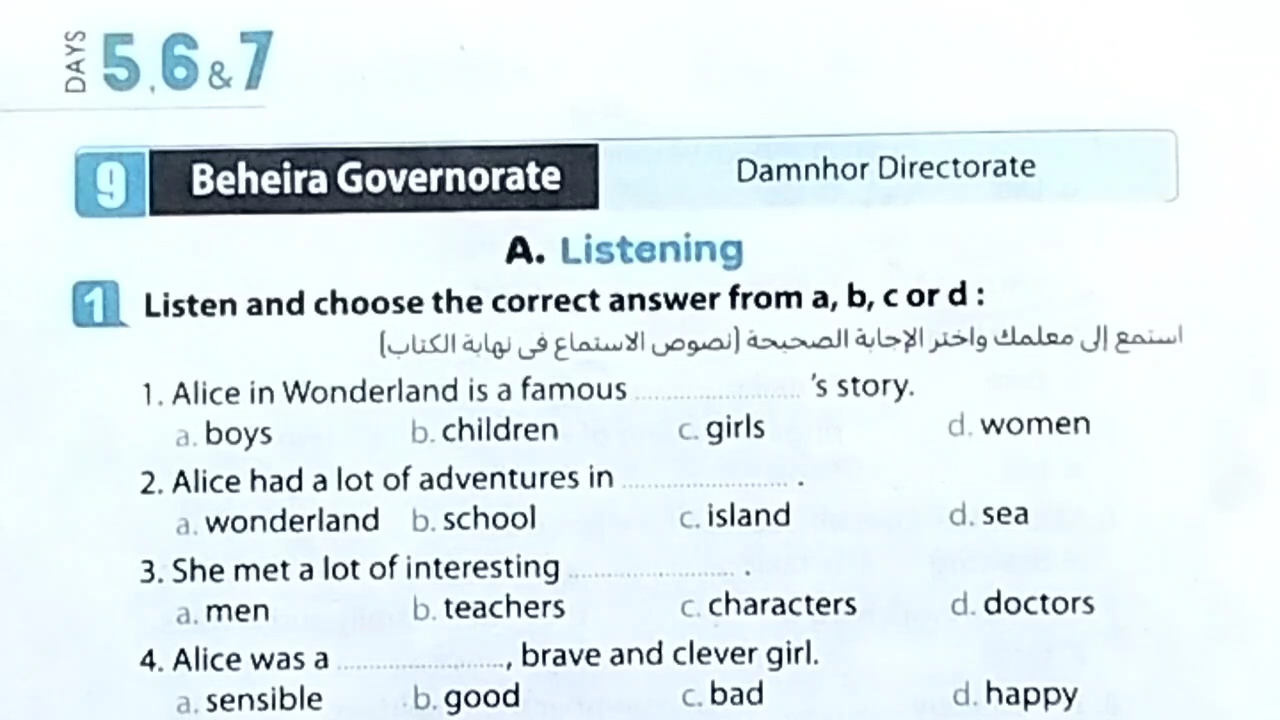 DAYS 5,6&7
9 Beheira Governorate Damnhor Directorate
A. Listening
1 Listen and choose the correct answer from a, b, c or d :
استمع إلى معلمك واختر الإجابة الصحيحة (نصوص الاستماع فى نهاية الكتاب)
1. Alice in Wonderland is a famous ........................ 's story.
a. boys b. children c. girls d. women
2. Alice had a lot of adventures in ........................ .
a. wonderland b. school c. island d. sea
3. She met a lot of interesting ........................ .
a. men b. teachers c. characters d. doctors
4. Alice was a ........................, brave and clever girl.
a. sensible b. good c. bad d. happy